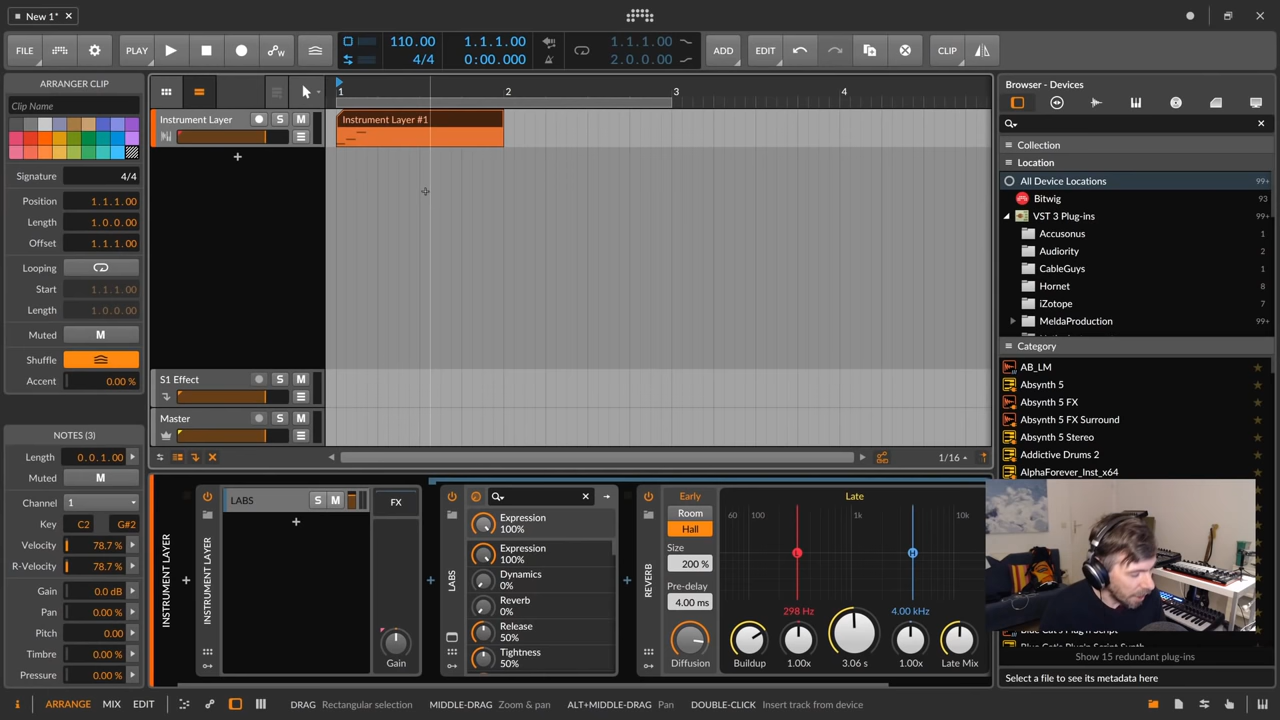 New 1*
FILE
PLAY
110.00
4/4
1.1.1.00
0:00.000
1.1.1.00
2.0.0.00
ADD
EDIT
CLIP
ARRANGER CLIP
Clip Name
Signature 4/4
Position 1.1.1.00
Length 1.0.0.00
Offset 1.1.1.00
Looping
Start 1.1.1.00
Length 1.0.0.00
Muted M
Shuffle
Accent 0.00 %
NOTES (3)
Length 0.0.1.00
Muted M
Channel 1
Key C2 G#2
Velocity 78.7 %
R-Velocity 78.7 %
Gain 0.0 dB
Pan 0.00 %
Pitch 0.00
Timbre 0.00 %
Pressure 0.00 %
1 2 3 4
Instrument Layer S M
Instrument Layer #1
S1 Effect S M
Master S M
1/16
INSTRUMENT LAYER
INSTRUMENT LAYER
LABS S M
FX
Gain
LABS
Expression
100%
Expression
100%
Dynamics
0%
Reverb
0%
Release
50%
Tightness
50%
REVERB
Early
Room
Hall
Size
200 %
Pre-delay
4.00 ms
Diffusion
Late
60 100 1k 10k
L
H
298 Hz
4.00 kHz
Buildup
1.00x
3.06 s
1.00x
Late Mix
Browser - Devices
Collection
Location
All Device Locations 99+
Bitwig 93
VST 3 Plug-ins 99+
Accusonus 1
Audiority 2
CableGuys 1
Hornet 8
iZotope 7
MeldaProduction 99+
Category
AB_LM
Absynth 5
Absynth 5 FX
Absynth 5 FX Surround
Absynth 5 Stereo
Addictive Drums 2
AlphaForever_Inst_x64
Show 15 redundant plug-ins
Select a file to see its metadata here
i
ARRANGE
MIX
EDIT
DRAG Rectangular selection
MIDDLE-DRAG Zoom & pan
ALT+MIDDLE-DRAG Pan
DOUBLE-CLICK Insert track from device